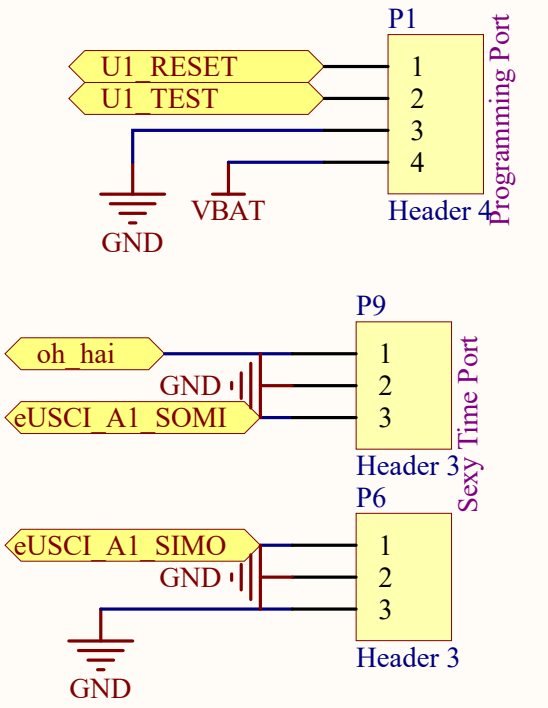 P1
Programming Port
U1_RESET
1
U1_TEST
2
3
4
VBAT
Header 4
GND
P9
oh_hai
1
GND
2
eUSCI_A1_SOMI
3
Sexy Time Port
Header 3
P6
eUSCI_A1_SIMO
1
GND
2
3
Header 3
GND